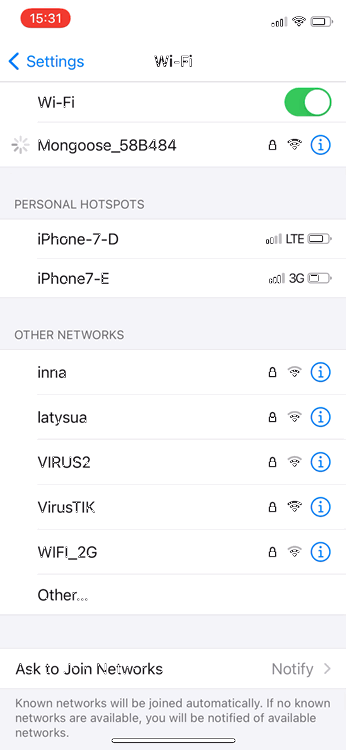 15:31
Settings
Wi-Fi
Wi-Fi
Mongoose_58B484
PERSONAL HOTSPOTS
iPhone-7-D LTE
iPhone7-E 3G
OTHER NETWORKS
inna
latysua
VIRUS2
VirusTIK
WIFI_2G
Other...
Ask to Join Networks Notify
Known networks will be joined automatically. If no known
networks are available, you will be notified of available
networks.